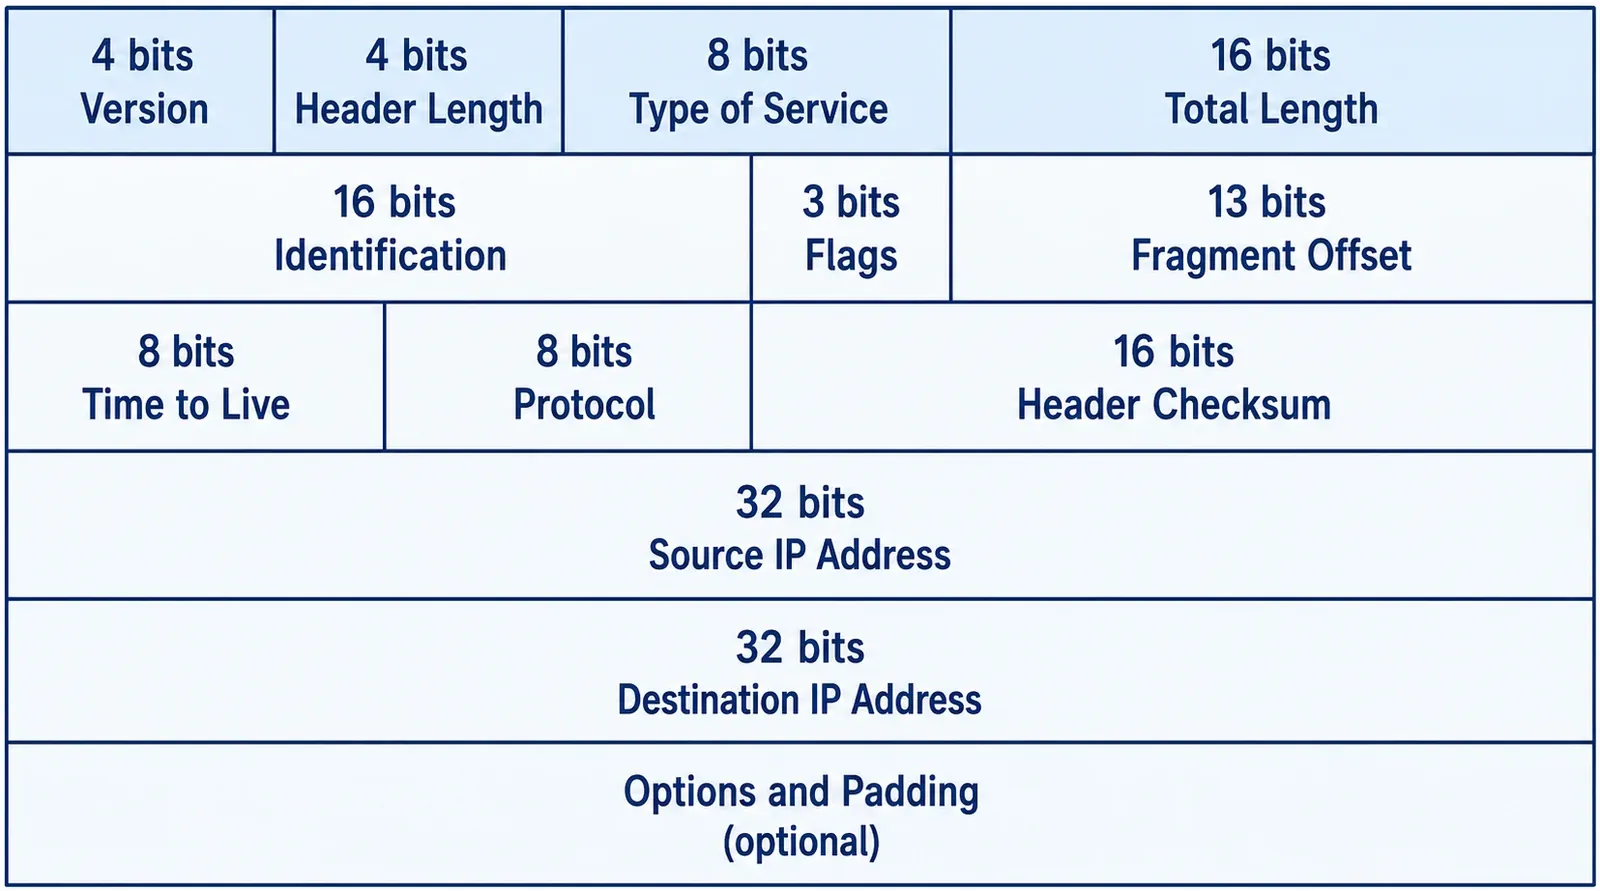 4 bits
Version
4 bits
Header Length
8 bits
Type of Service
16 bits
Total Length
16 bits
Identification
3 bits
Flags
13 bits
Fragment Offset
8 bits
Time to Live
8 bits
Protocol
16 bits
Header Checksum
32 bits
Source IP Address
32 bits
Destination IP Address
Options and Padding
(optional)